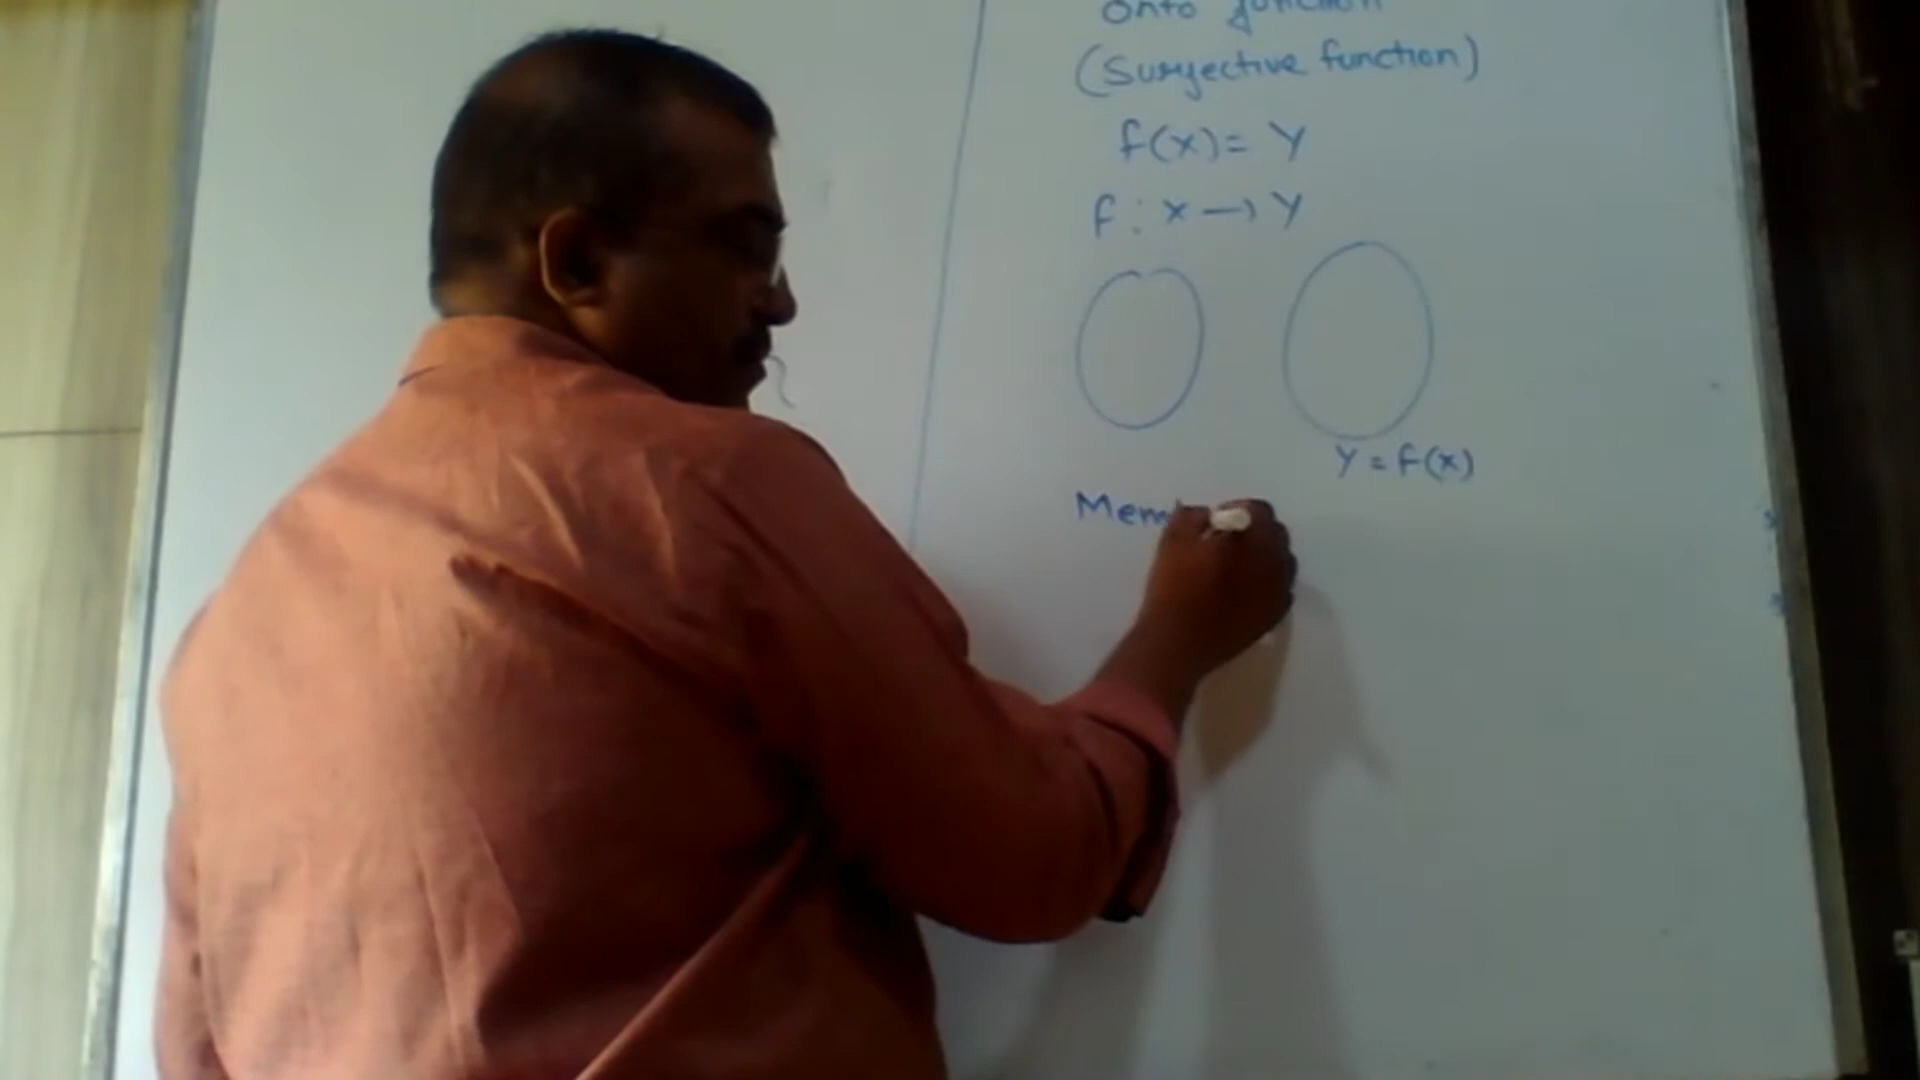 Onto function
(Surjective function)
f(x) = Y
f : x → Y
Y = f(x)
Mem